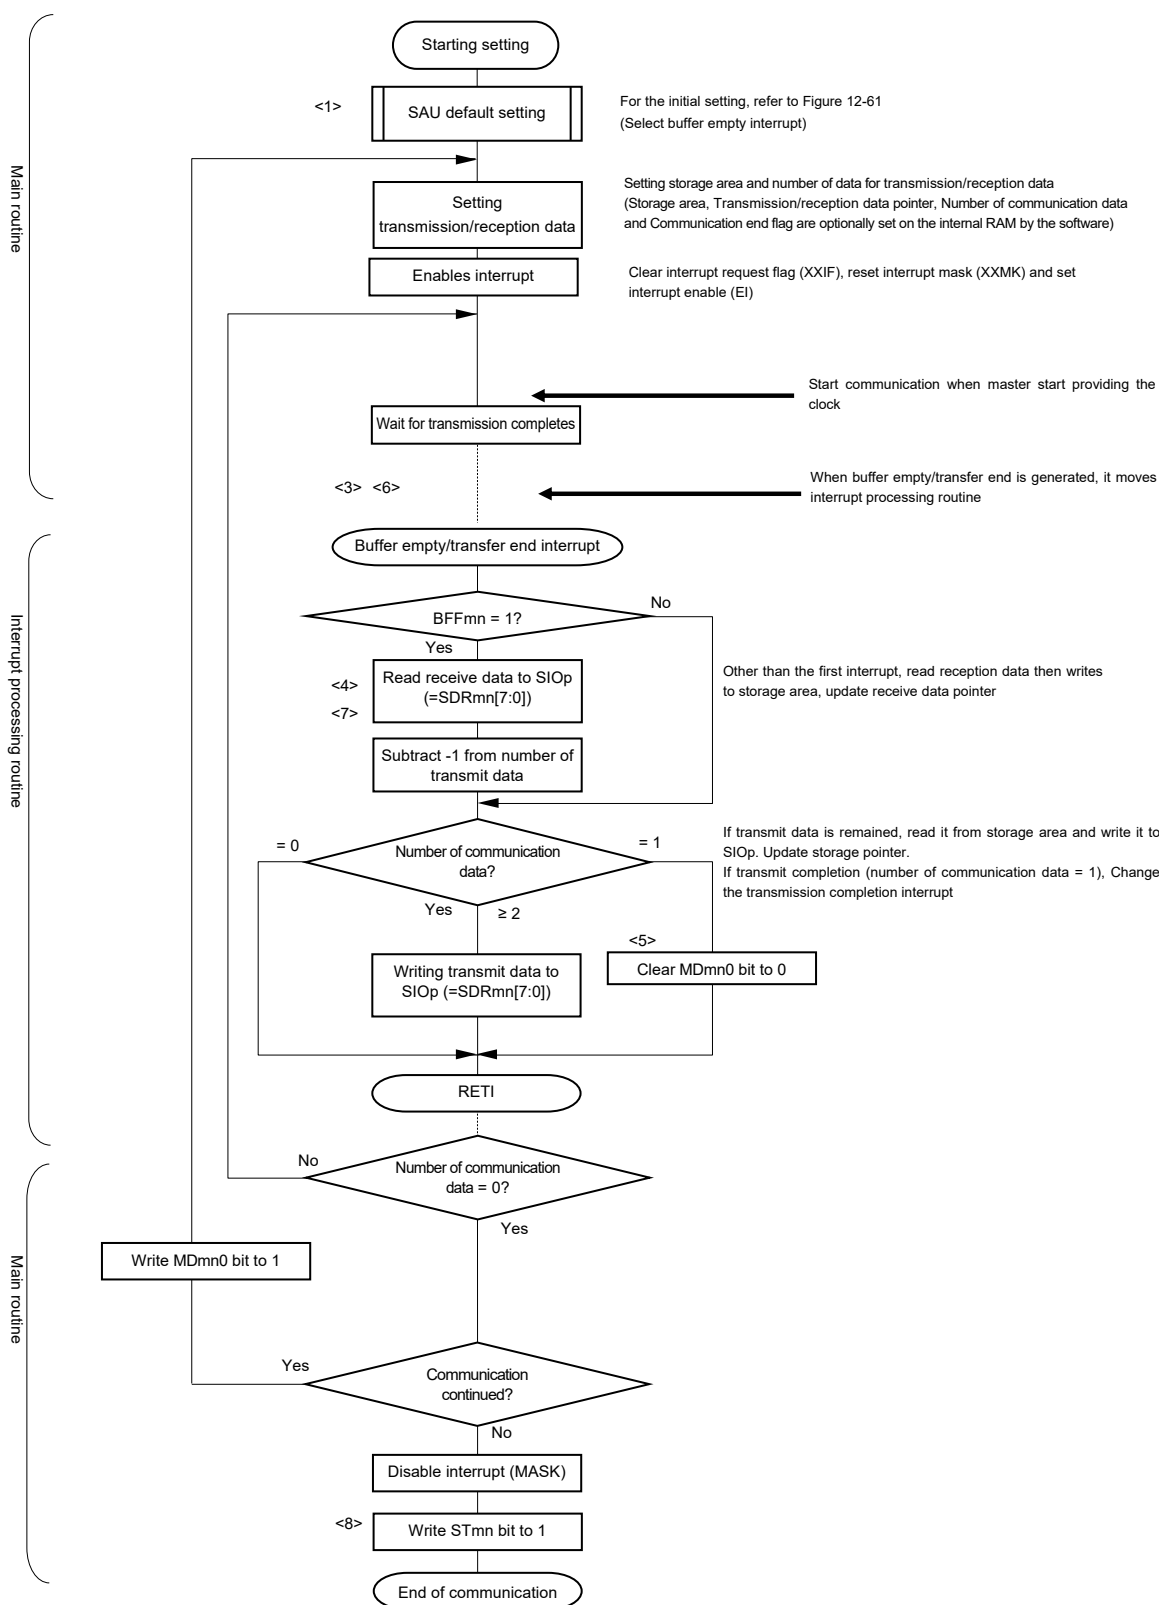 Starting setting
<1>
SAU default setting
For the initial setting, refer to Figure 12-61
(Select buffer empty interrupt)
Main routine
Setting
transmission/reception data
Setting storage area and number of data for transmission/reception data
(Storage area, Transmission/reception data pointer, Number of communication data
and Communication end flag are optionally set on the internal RAM by the software)
Enables interrupt
Clear interrupt request flag (XXIF), reset interrupt mask (XXMK) and set
interrupt enable (EI)
Start communication when master start providing the
clock
Wait for transmission completes
<3> <6>
When buffer empty/transfer end is generated, it moves
interrupt processing routine
Buffer empty/transfer end interrupt
Interrupt processing routine
BFFmn = 1?
No
Yes
<4>
<7>
Read receive data to SIOp
(=SDRmn[7:0])
Other than the first interrupt, read reception data then writes
to storage area, update receive data pointer
Subtract -1 from number of
transmit data
= 0
Number of communication
data?
= 1
If transmit data is remained, read it from storage area and write it to
SIOp. Update storage pointer.
If transmit completion (number of communication data = 1), Change
the transmission completion interrupt
Yes
≥ 2
<5>
Writing transmit data to
SIOp (=SDRmn[7:0])
Clear MDmn0 bit to 0
RETI
No
Number of communication
data = 0?
Yes
Main routine
Write MDmn0 bit to 1
Yes
Communication
continued?
No
Disable interrupt (MASK)
<8>
Write STmn bit to 1
End of communication